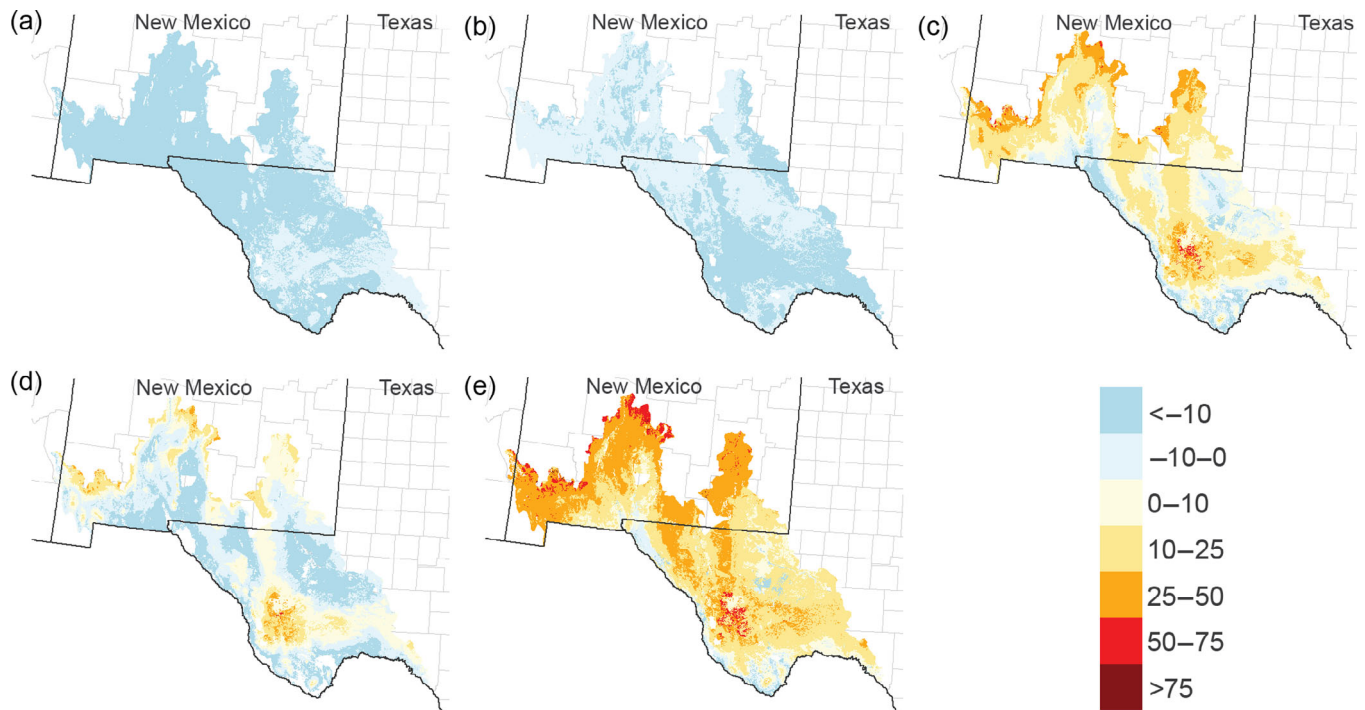 (a) New Mexico Texas
(b) New Mexico Texas
(c) New Mexico Texas
(d) New Mexico Texas
(e) New Mexico Texas
<–10
–10–0
0–10
10–25
25–50
50–75
>75